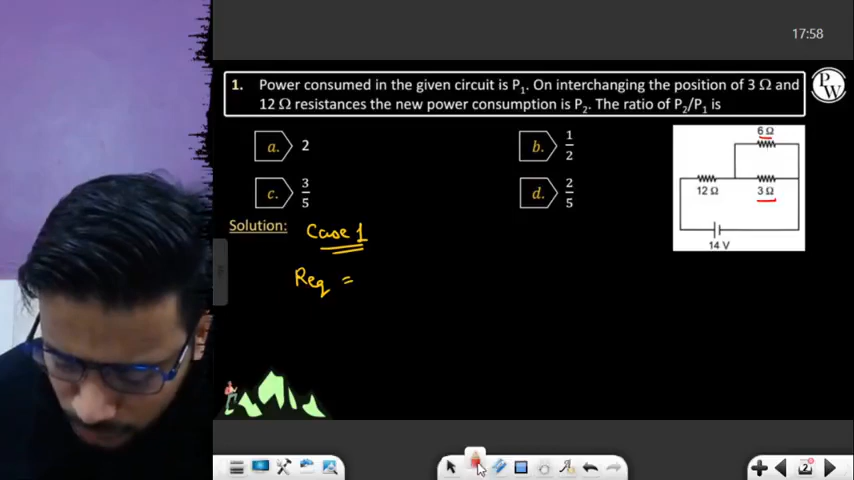 17:58
1. Power consumed in the given circuit is P₁. On interchanging the position of 3 Ω and
12 Ω resistances the new power consumption is P₂. The ratio of P₂/P₁ is
PW
a. 2
b. 1/2
c. 3/5
d. 2/5
6 Ω
12 Ω
3 Ω
14 V
Solution: Case 1
Req =
2